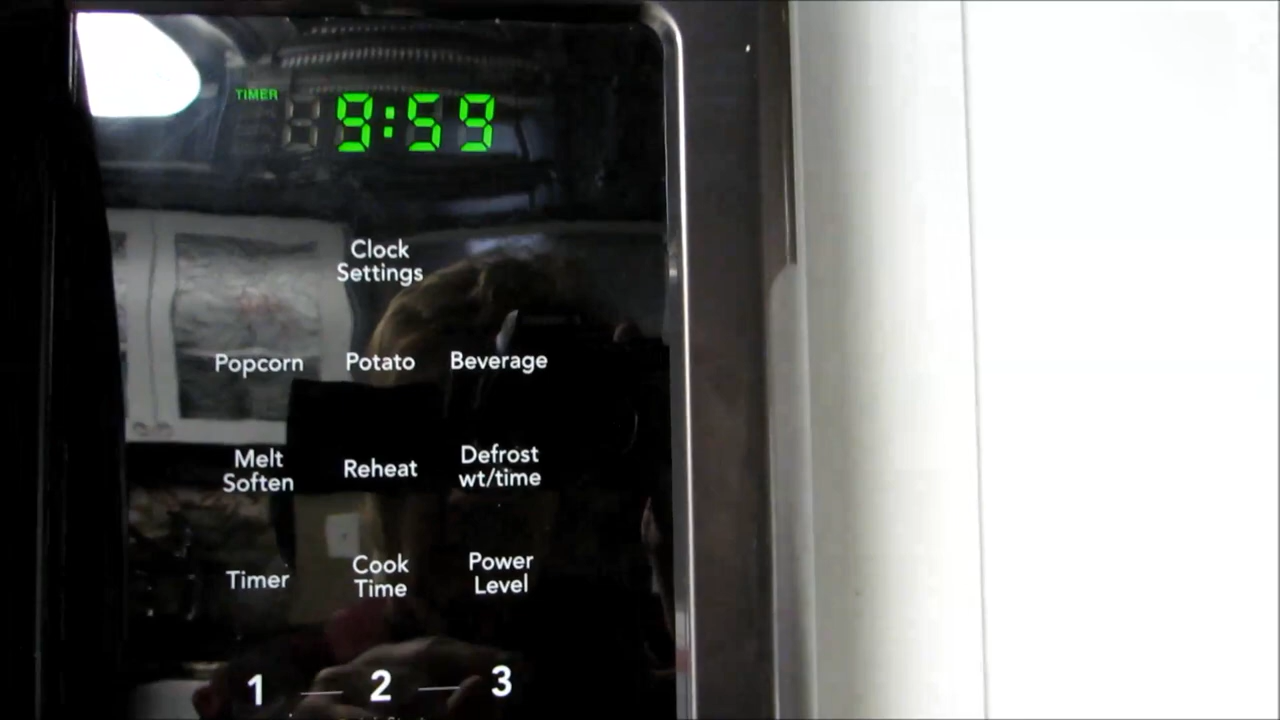 TIMER 9:59
Clock
Settings
Popcorn Potato Beverage
Melt
Soften
Reheat
Defrost
wt/time
Timer
Cook
Time
Power
Level
1 2 3